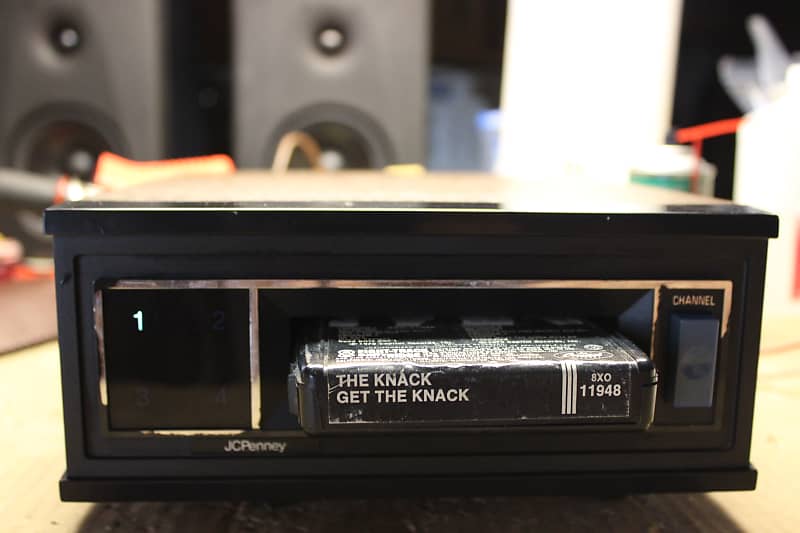 1 2
3 4
CHANNEL
THE KNACK
GET THE KNACK
8XO
11948
JCPenney